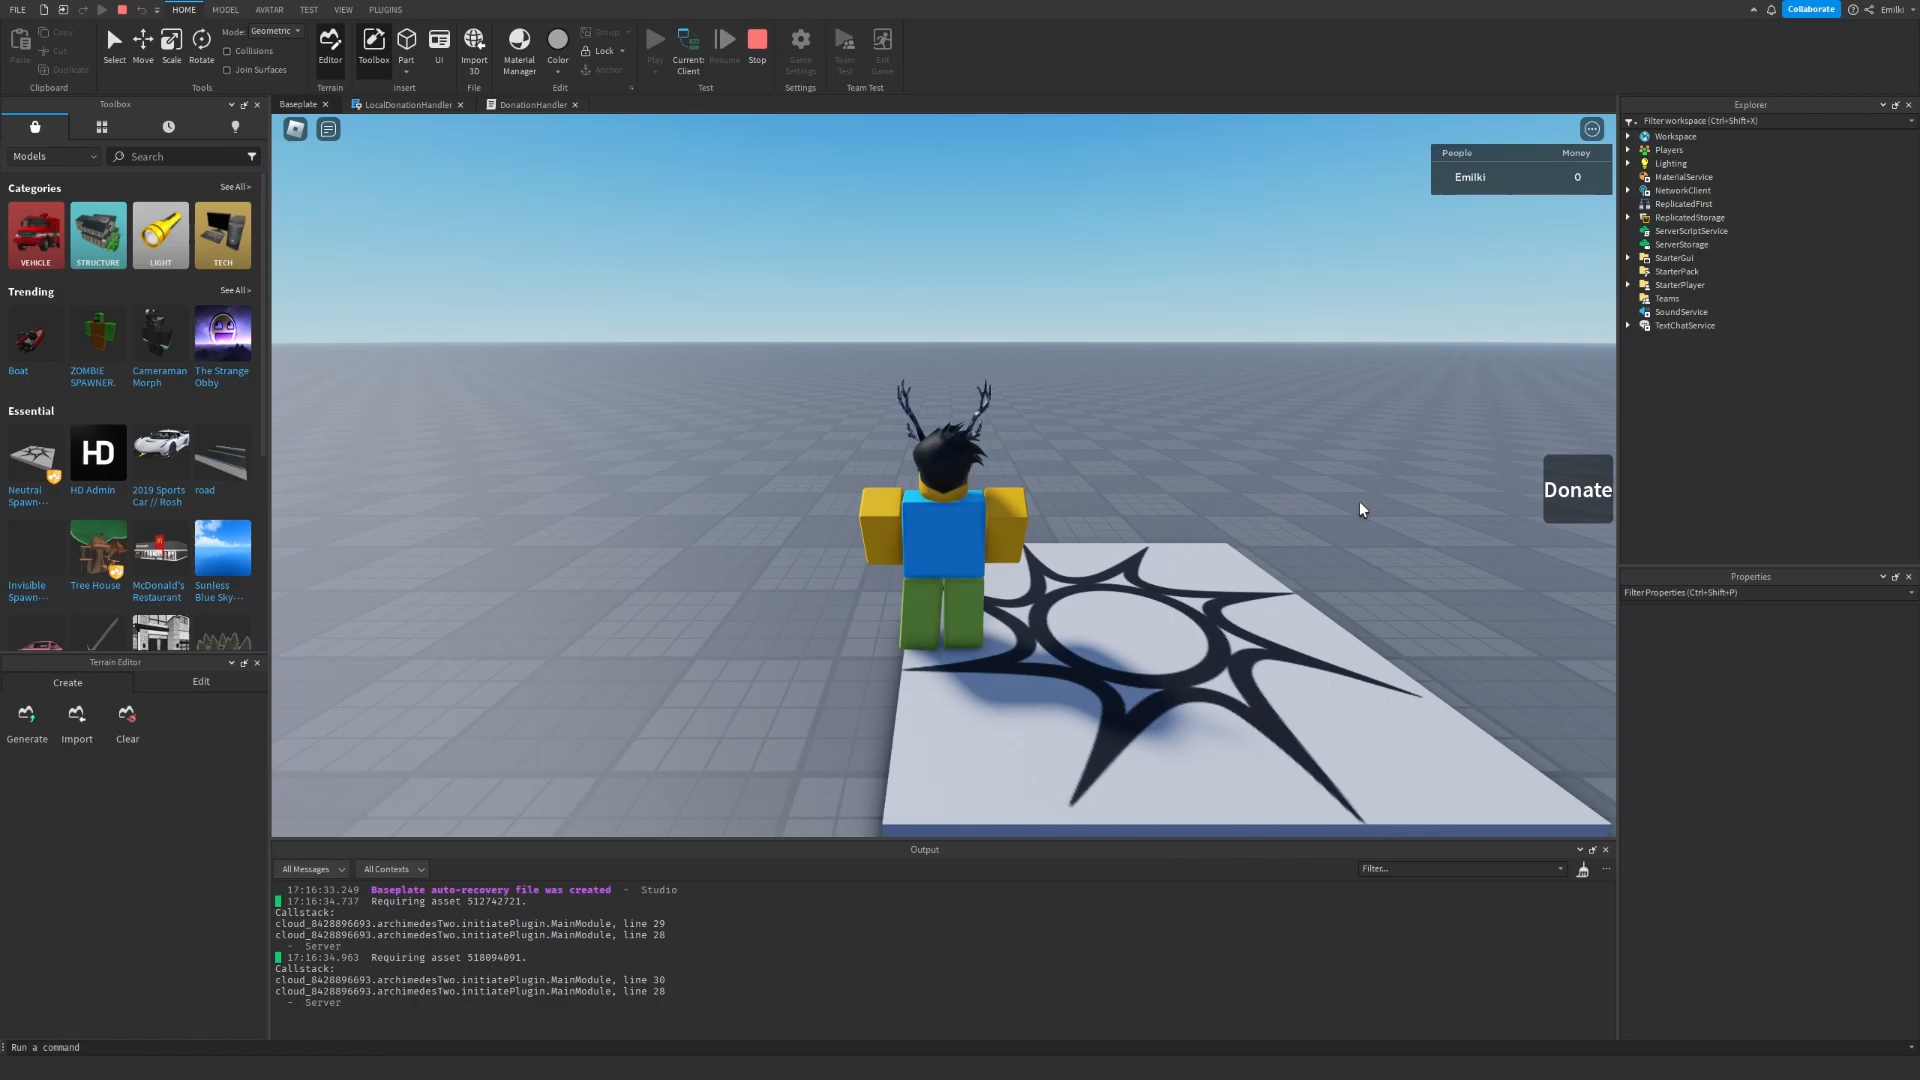 FILE
HOME
MODEL
AVATAR
TEST
VIEW
PLUGINS
Collaborate
Emilki
Paste
Copy
Cut
Duplicate
Clipboard
Select
Move
Scale
Rotate
Mode: Geometric
Collisions
Join Surfaces
Tools
Editor
Terrain
Toolbox
Part
UI
Insert
Import
3D
File
Material
Manager
Color
Group
Lock
Anchor
Edit
Play
Current:
Client
Resume
Stop
Test
Game
Settings
Settings
Team
Test
Exit
Game
Team Test
Toolbox
Models
Search
Categories
See All >
VEHICLE
STRUCTURE
LIGHT
TECH
Trending
See All >
Boat
ZOMBIE
SPAWNER.
Cameraman
Morph
The Strange
Obby
Essential
HD
Neutral
Spawn···
HD Admin
2019 Sports
Car // Rosh
road
Invisible
Spawn···
Tree House
McDonald's
Restaurant
Sunless
Blue Sky···
Terrain Editor
Create
Edit
Generate
Import
Clear
Baseplate
LocalDonationHandler
DonationHandler
People Money
Emilki 0
Donate
Output
All Messages
All Contexts
Filter...
17:16:33.249 Baseplate auto-recovery file was created - Studio
17:16:34.737 Requiring asset 512742721.
Callstack:
cloud_8428896693.archimedesTwo.initiatePlugin.MainModule, line 29
cloud_8428896693.archimedesTwo.initiatePlugin.MainModule, line 28
- Server
17:16:34.963 Requiring asset 518094091.
Callstack:
cloud_8428896693.archimedesTwo.initiatePlugin.MainModule, line 30
cloud_8428896693.archimedesTwo.initiatePlugin.MainModule, line 28
- Server
Run a command
Explorer
Filter workspace (Ctrl+Shift+X)
Workspace
Players
Lighting
MaterialService
NetworkClient
ReplicatedFirst
ReplicatedStorage
ServerScriptService
ServerStorage
StarterGui
StarterPack
StarterPlayer
Teams
SoundService
TextChatService
Properties
Filter Properties (Ctrl+Shift+P)